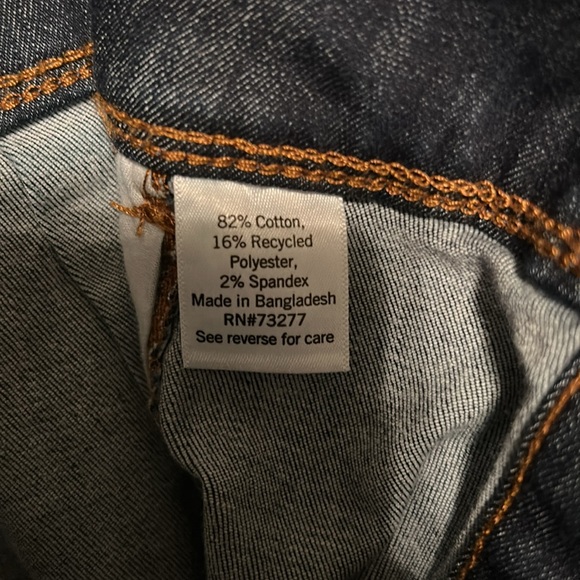 82% Cotton,
16% Recycled
Polyester,
2% Spandex
Made in Bangladesh
RN#73277
See reverse for care